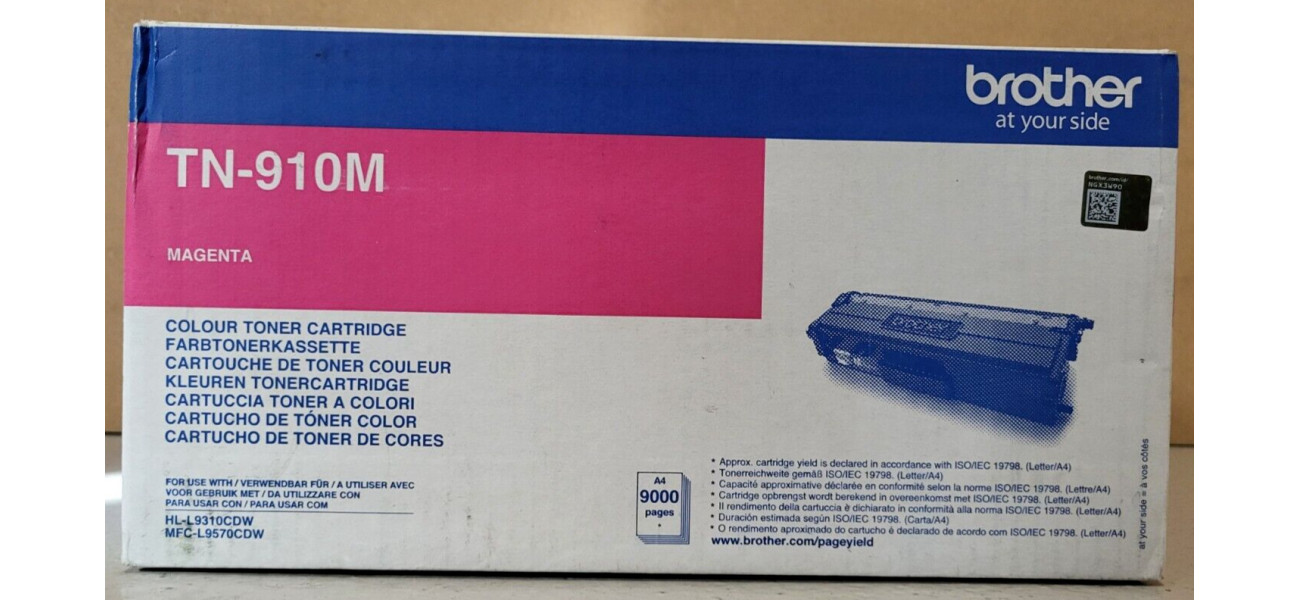 brother
at your side
TN-910M
brother.com/cp
NGX3W90
MAGENTA
COLOUR TONER CARTRIDGE
FARBTONERKASSETTE
CARTOUCHE DE TONER COULEUR
KLEUREN TONERCARTRIDGE
CARTUCCIA TONER A COLORI
CARTUCHO DE TÓNER COLOR
CARTUCHO DE TONER DE CORES
brother
FOR USE WITH / VERWENDBAR FÜR / A UTILISER AVEC
VOOR GEBRUIK MET / DA UTILIZZARE CON
PARA USAR CON / PARA USAR COM
HL-L9310CDW
MFC-L9570CDW
A4
9000
pages
*
* Approx. cartridge yield is declared in accordance with ISO/IEC 19798. (Letter/A4)
* Tonerreichweite gemäß ISO/IEC 19798. (Letter/A4)
* Capacité approximative déclarée en conformité selon la norme ISO/IEC 19798. (Lettre/A4)
* Cartridge opbrengst wordt berekend in overeenkomst met ISO/IEC 19798. (Letter/A4)
* Il rendimento della cartuccia è dichiarato in conformità alla norma ISO/IEC 19798. (Letter/A4)
* Duración estimada según ISO/IEC 19798. (Carta/A4)
* O rendimento aproximado do cartucho é declarado de acordo com ISO/IEC 19798. (Letter/A4)
www.brother.com/pageyield
at your side = à vos côtés